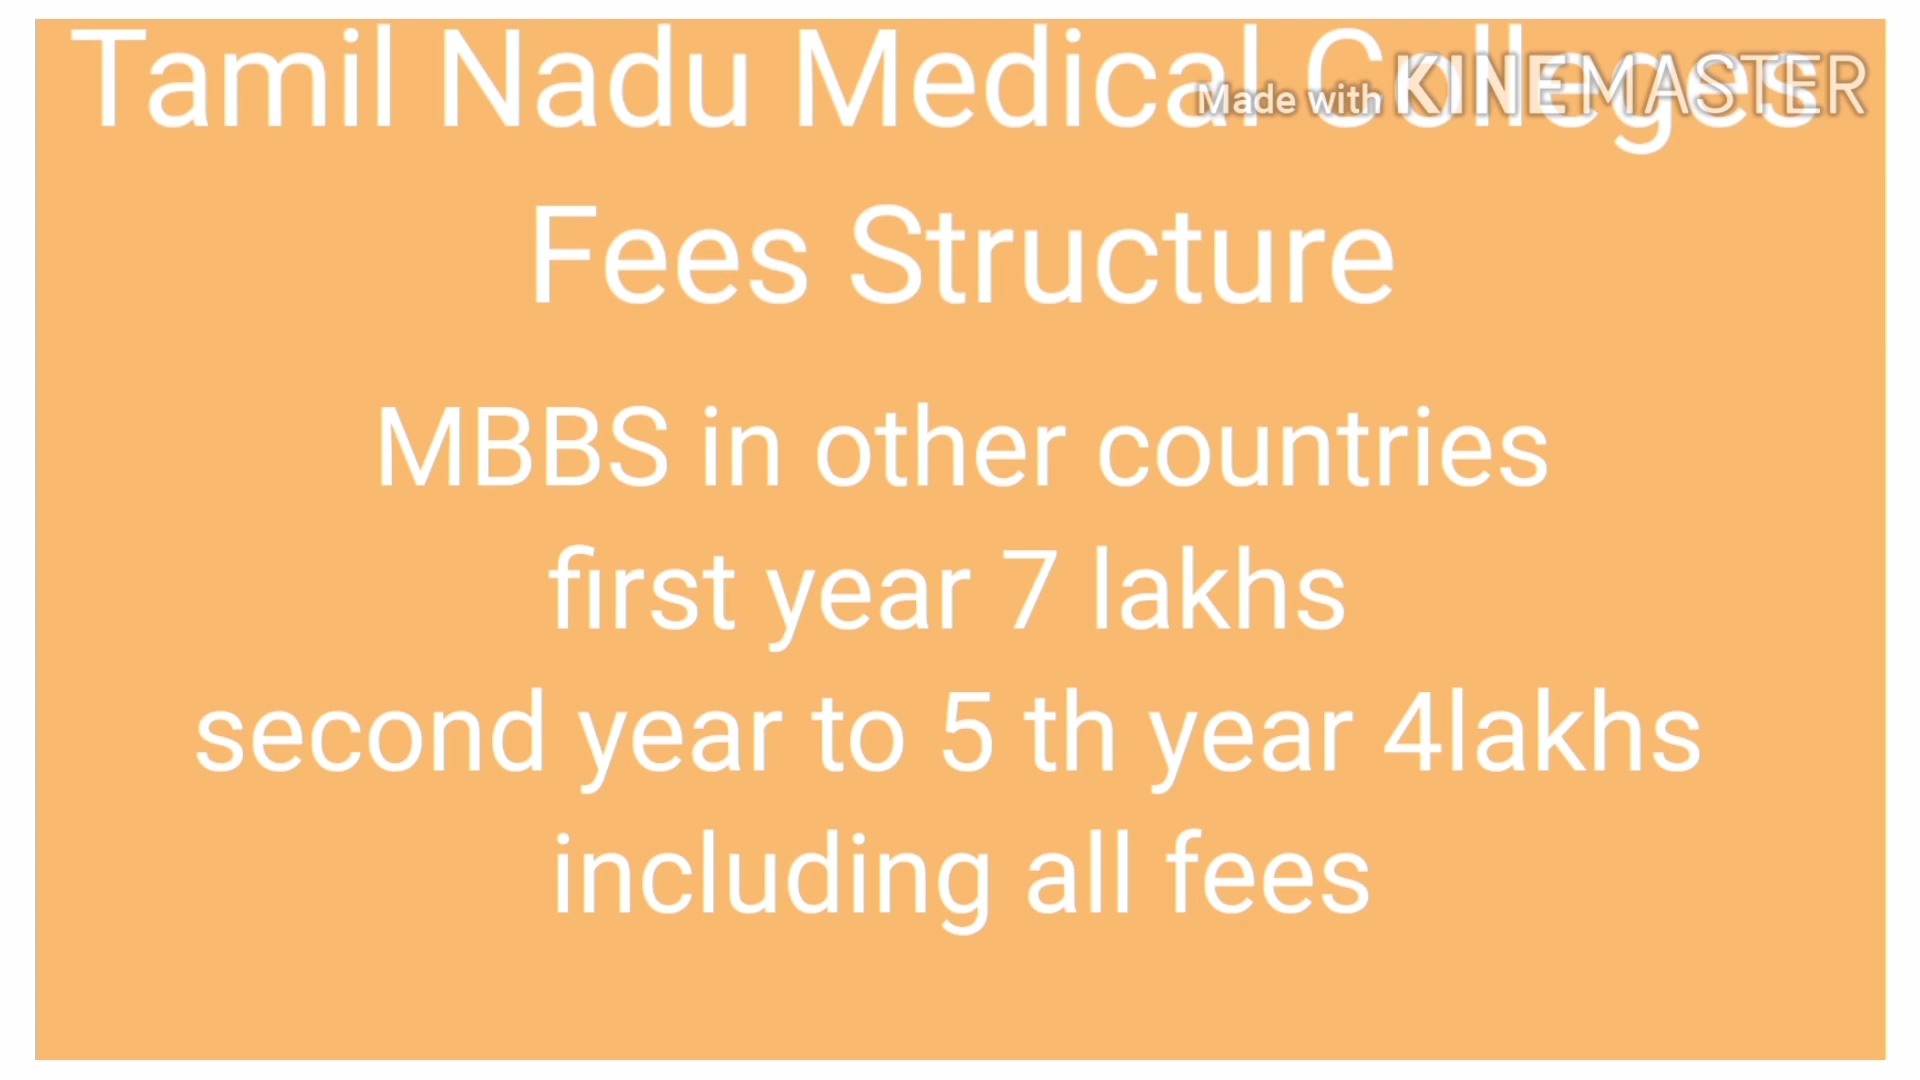 Tamil Nadu Medical Colleges
Made with KINEMASTER
Fees Structure
MBBS in other countries
first year 7 lakhs
second year to 5 th year 4lakhs
including all fees